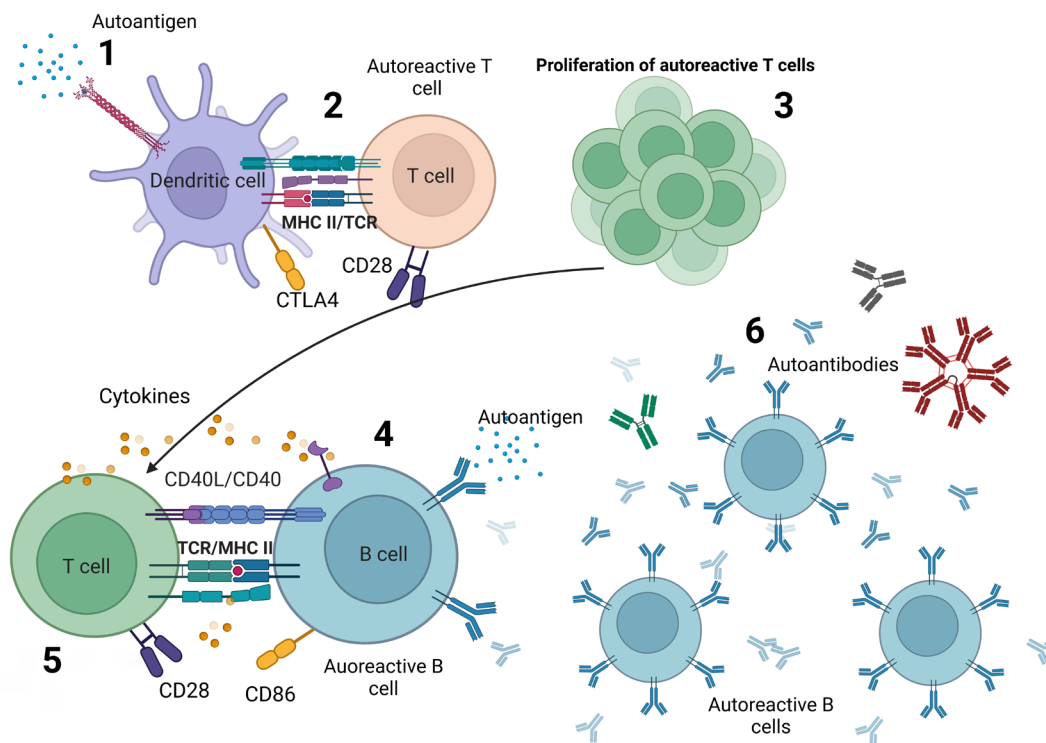 Autoantigen
1
2
Autoreactive T
cell
Proliferation of autoreactive T cells
3
Dendritic cell
T cell
MHC II/TCR
CD28
CTLA4
6
Autoantibodies
Cytokines
4
Autoantigen
CD40L/CD40
TCR/MHC II
T cell
B cell
5
CD28
CD86
Auoreactive B
cell
Autoreactive B
cells